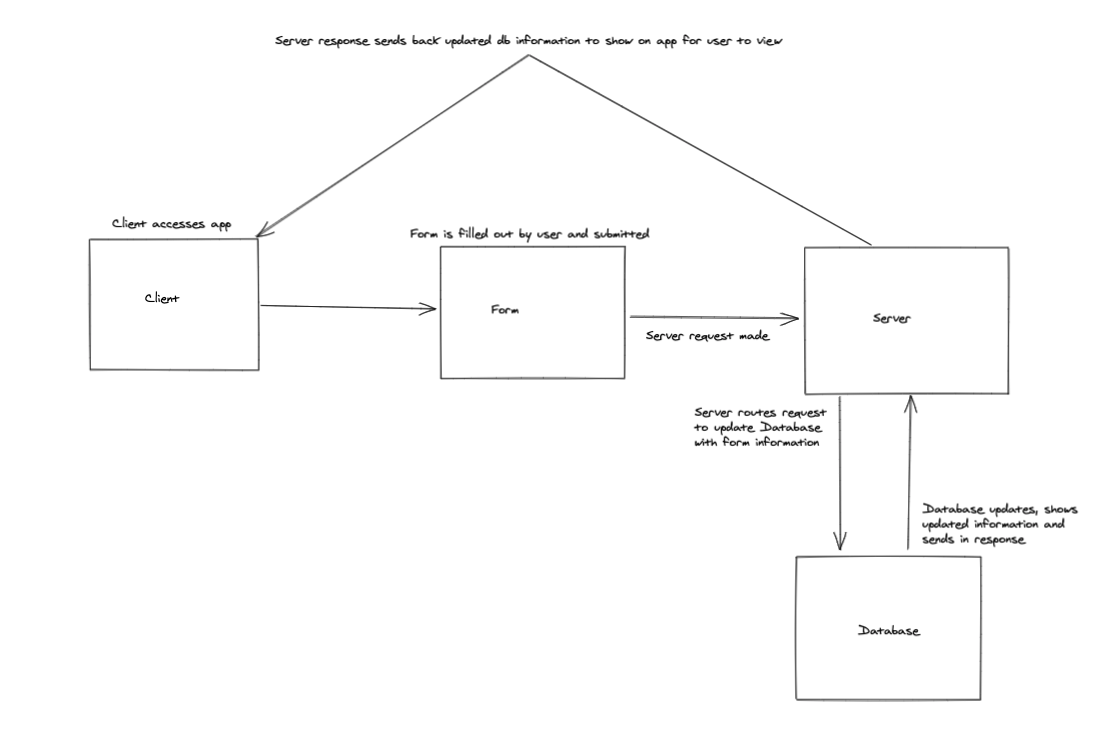 Server response sends back updated db information to show on app for user to view
Client accesses app
Form is filled out by user and submitted
Client
Form
Server
Server request made
Server routes request
to update Database
with form information
Database updates, shows
updated information and
sends in response
Database